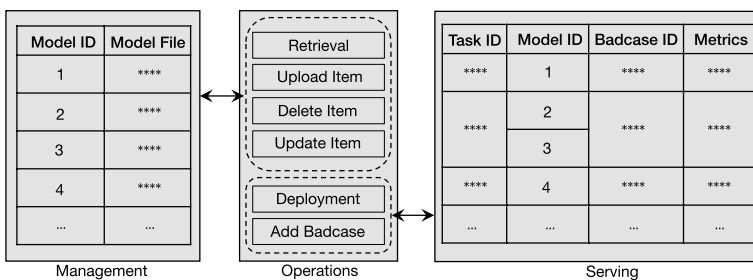 Model ID Model File
1 ****
2 ****
3 ****
4 ****
... ...
Management
Retrieval
Upload Item
Delete Item
Update Item
Deployment
Add Badcase
Operations
Task ID Model ID Badcase ID Metrics
**** 1 **** ****
2
**** **** ****
3
**** 4 **** ****
... ... ... ...
Serving